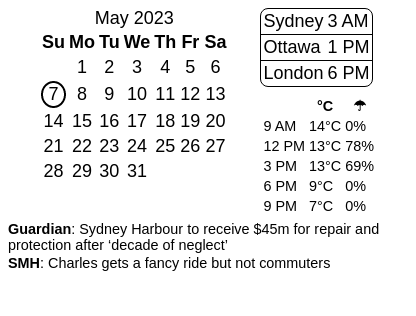 May 2023
Su Mo Tu We Th Fr Sa
1 2 3 4 5 6
7 8 9 10 11 12 13
14 15 16 17 18 19 20
21 22 23 24 25 26 27
28 29 30 31
Sydney 3 AM
Ottawa 1 PM
London 6 PM
°C ☂
9 AM 14°C 0%
12 PM 13°C 78%
3 PM 13°C 69%
6 PM 9°C 0%
9 PM 7°C 0%
Guardian: Sydney Harbour to receive $45m for repair and
protection after ‘decade of neglect’
SMH: Charles gets a fancy ride but not commuters